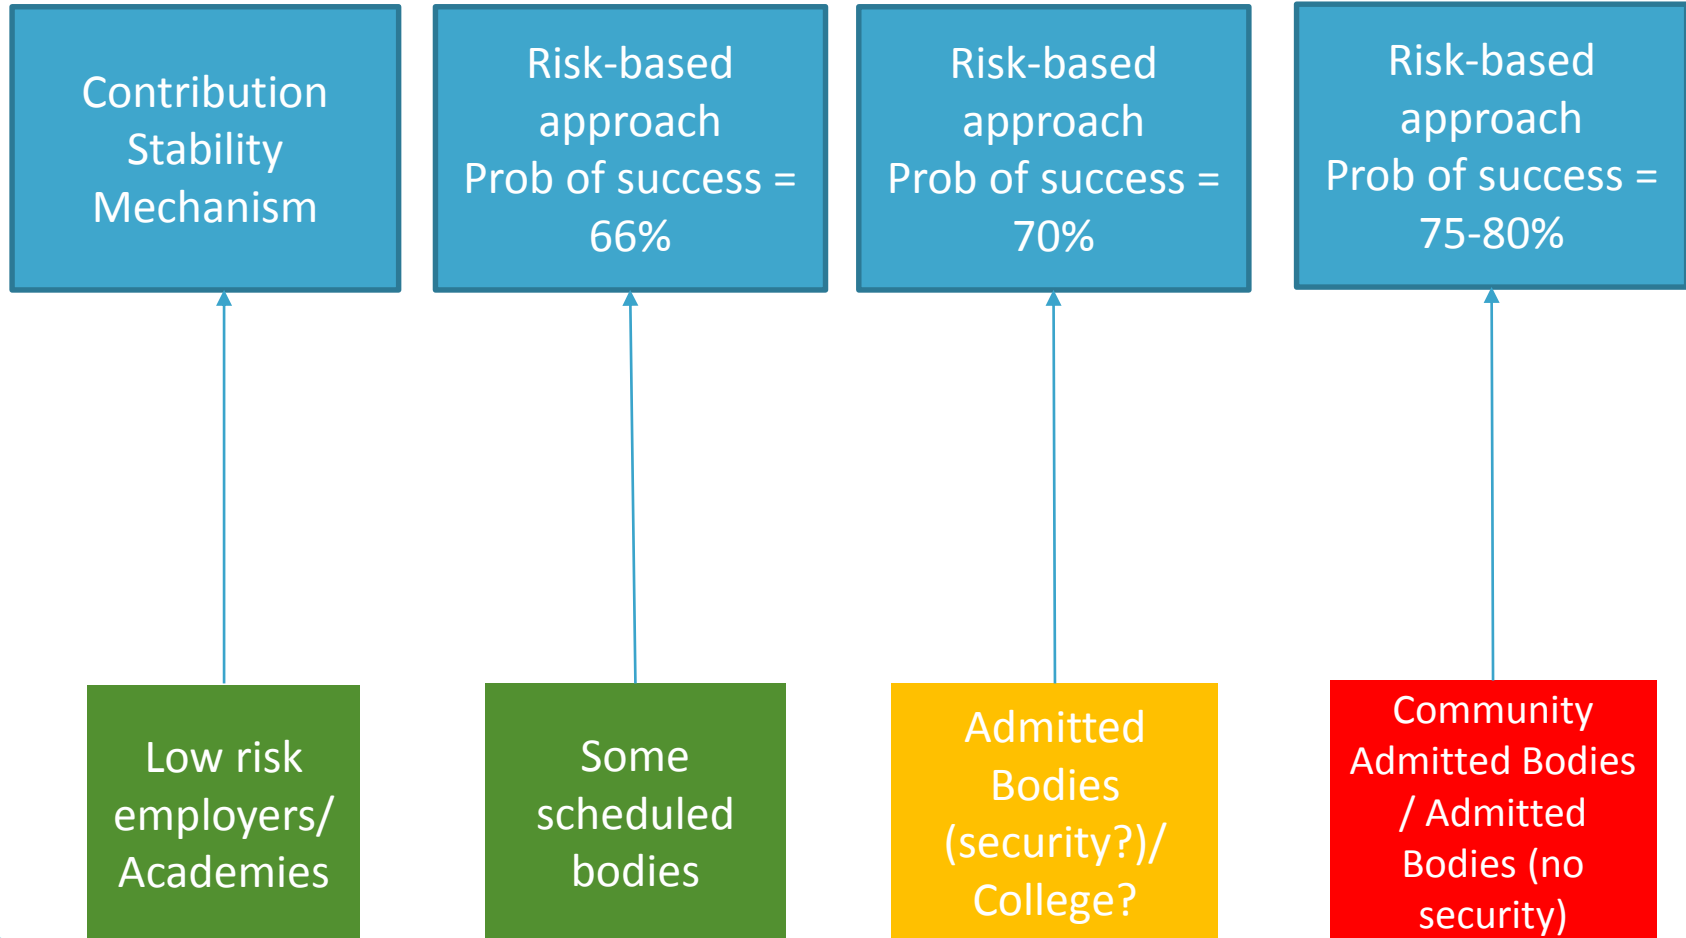 Contribution
Stability
Mechanism
Risk-based
approach
Prob of success =
66%
Risk-based
approach
Prob of success =
70%
Risk-based
approach
Prob of success =
75-80%
Low risk
employers/
Academies
Some
scheduled
bodies
Admitted
Bodies
(security?)/
College?
Community
Admitted Bodies
/ Admitted
Bodies (no
security)